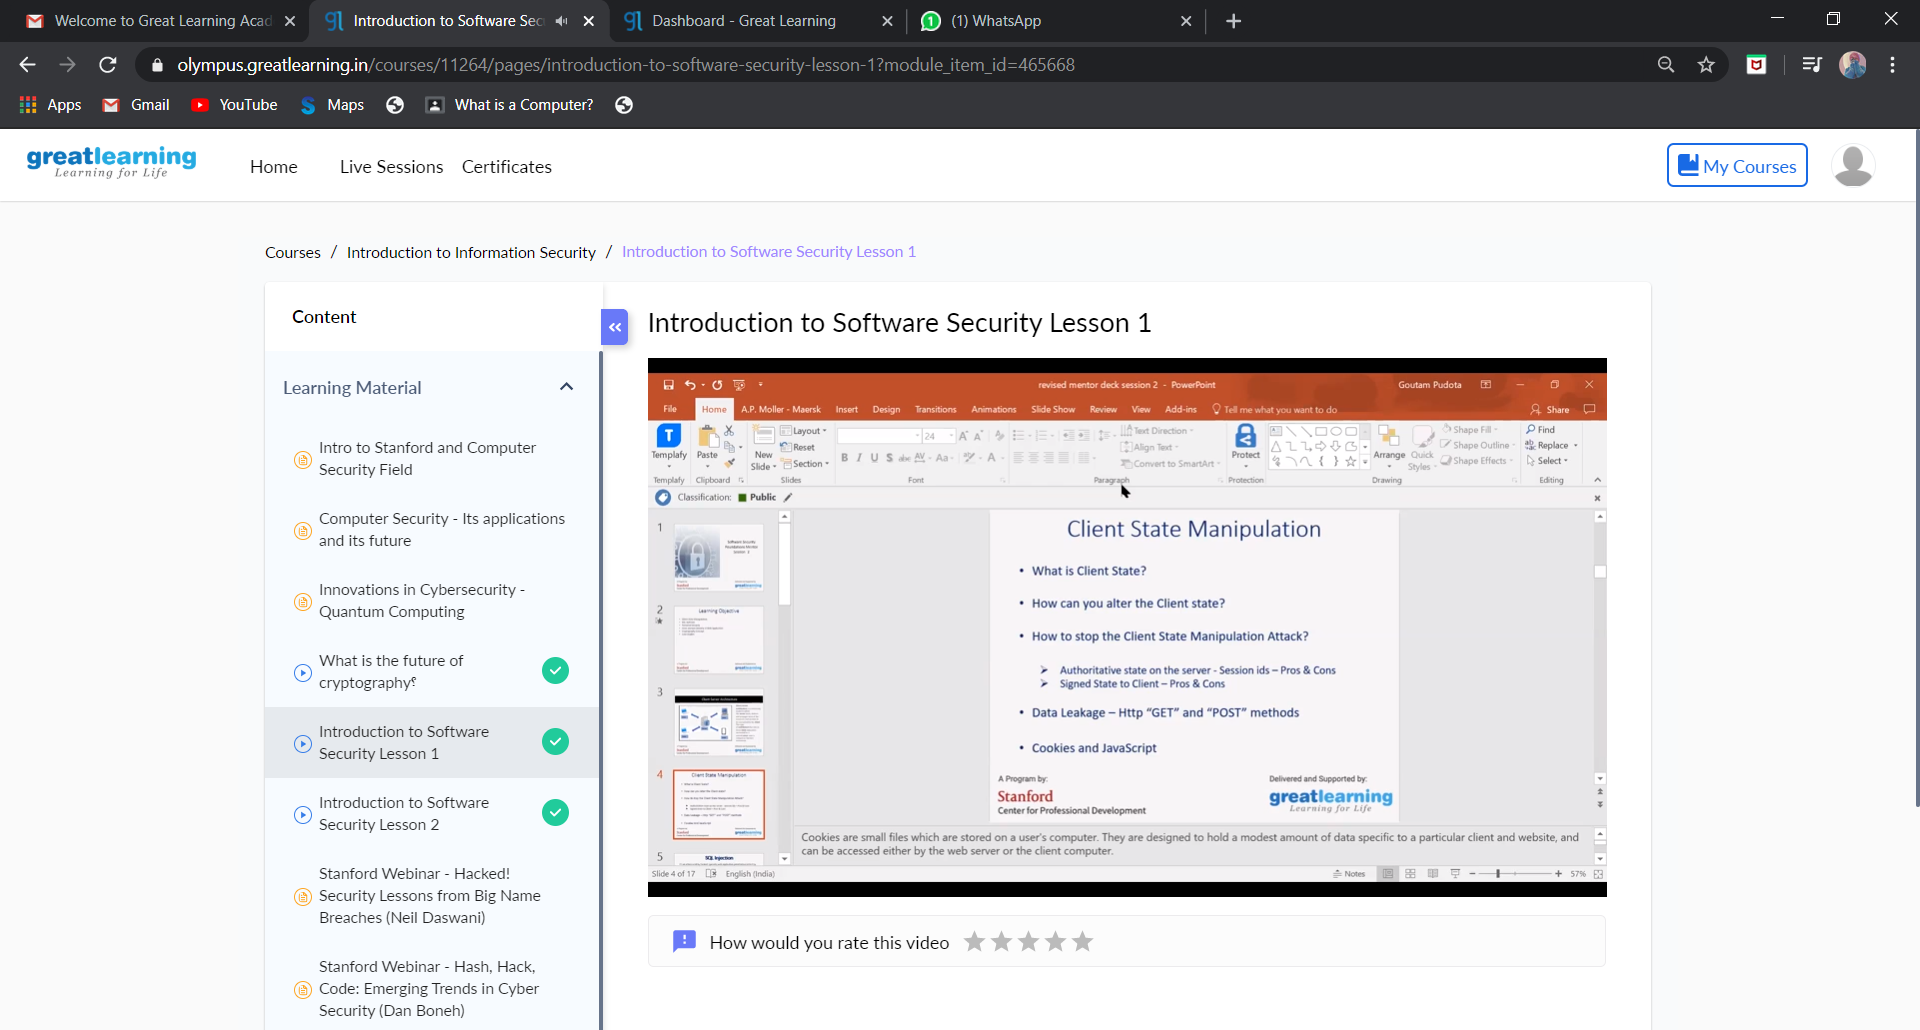 Welcome to Great Learning Acad
Introduction to Software Sec
Dashboard - Great Learning
(1) WhatsApp
olympus.greatlearning.in/courses/11264/pages/introduction-to-software-security-lesson-1?module_item_id=465668
Apps
Gmail
YouTube
Maps
What is a Computer?
greatlearning
Learning for Life
Home
Live Sessions
Certificates
My Courses
Courses / Introduction to Information Security / Introduction to Software Security Lesson 1
Content
Learning Material
Intro to Stanford and Computer
Security Field
Computer Security - Its applications
and its future
Innovations in Cybersecurity -
Quantum Computing
What is the future of
cryptography?
Introduction to Software
Security Lesson 1
Introduction to Software
Security Lesson 2
Stanford Webinar - Hacked!
Security Lessons from Big Name
Breaches (Neil Daswani)
Stanford Webinar - Hash, Hack,
Code: Emerging Trends in Cyber
Security (Dan Boneh)
Introduction to Software Security Lesson 1
revised mentor deck session 2 - PowerPoint
Goutam Pudota
File Home A.P. Moller - Maersk Insert Design Transitions Animations Slide Show Review View Add-ins Tell me what you want to do Share
Templafy
Paste
New
Slide
Layout
Reset
Section
24
Text Direction
Align Text
Convert to SmartArt
Protect
Arrange
Quick
Styles
Shape Fill
Shape Outline
Shape Effects
Find
Replace
Select
Templafy Clipboard Slides Font Paragraph Protection Drawing Editing
Classification: Public
1
2
Learning Objective
3
4
Client State Manipulation
5
SQL Injection
Client State Manipulation
• What is Client State?
• How can you alter the Client state?
• How to stop the Client State Manipulation Attack?
➢ Authoritative state on the server - Session ids – Pros & Cons
➢ Signed State to Client – Pros & Cons
• Data Leakage – Http “GET” and “POST” methods
• Cookies and JavaScript
A Program by:
Stanford
Center for Professional Development
Delivered and Supported by:
greatlearning
Learning for Life
Cookies are small files which are stored on a user's computer. They are designed to hold a modest amount of data specific to a particular client and website, and
can be accessed either by the web server or the client computer.
Slide 4 of 17 English (India) Notes 57%
How would you rate this video